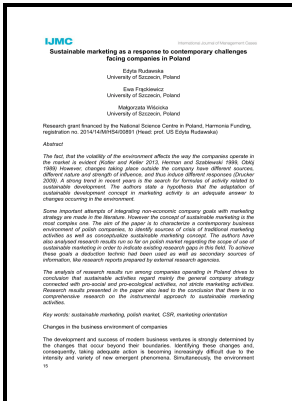 IJMC
International Journal of Management Cases
Sustainable marketing as a response to contemporary challenges
facing companies in Poland
Edyta Rudawska
University of Szczecin, Poland
Ewa Frąckiewicz
University of Szczecin, Poland
Małgorzata Wiścicka
University of Szczecin, Poland
Research grant financed by the National Science Centre in Poland, Harmonia Funding,
registration no. 2014/14/M/HS4/00891 (Head: prof. US Edyta Rudawska)
Abstract
The fact, that the volatility of the environment affects the way the companies operate in
the market is evident (Kotler and Keller 2013, Herman and Szablewski 1999, Obłój
1989) However, changes taking place outside the company have different sources,
different nature and strength of influence, and thus induce different responses (Drucker
2009). A strong trend in recent years is the search for formulas of activity related to
sustainable development. The authors state a hypothesis that the adaptation of
sustainable development concept in marketing activity is an adequate answer to
changes occurring in the environment.
Some important attempts of integrating non-economic company goals with marketing
strategy are made in the literature. However the concept of sustainable marketing is the
most complex one. The aim of the paper is to characterize a contemporary business
environment of polish companies, to identify sources of crisis of traditional marketing
activities as well as conceptualize sustainable marketing concept. The authors have
also analysed research results run so far on polish market regarding the scope of use of
sustainable marketing in order to indicate existing research gaps in this field. To achieve
these goals a deduction technic had been used as well as secondary sources of
information, like research reports prepared by external research agencies.
The analysis of research results run among companies operating in Poland drives to
conclusion that sustainable activities regard mainly the general company strategy
connected with pro-social and pro-ecological activities, not stricte marketing activities.
Research results presented in the paper also lead to the conclusion that there is no
comprehensive research on the instrumental approach to sustainable marketing
activities.
Key words: sustainable marketing, polish market, CSR, marketing orientation
Changes in the business environment of companies
The development and success of modern business ventures is strongly determined by
the changes that occur beyond their boundaries. Identifying these changes and,
consequently, taking adequate action is becoming increasingly difficult due to the
intensity and variety of new emergent phenomena. Simultaneously, the environment
15